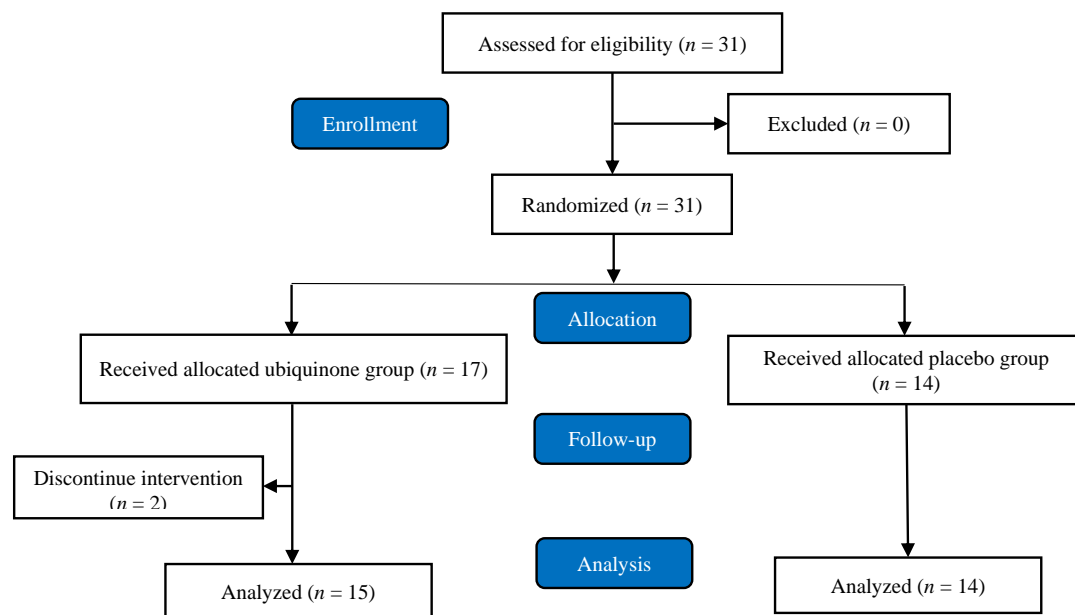 Assessed for eligibility (n = 31)
Enrollment
Excluded (n = 0)
Randomized (n = 31)
Allocation
Received allocated ubiquinone group (n = 17)
Received allocated placebo group
(n = 14)
Follow-up
Discontinue intervention
(n = 2)
Analysis
Analyzed (n = 15)
Analyzed (n = 14)